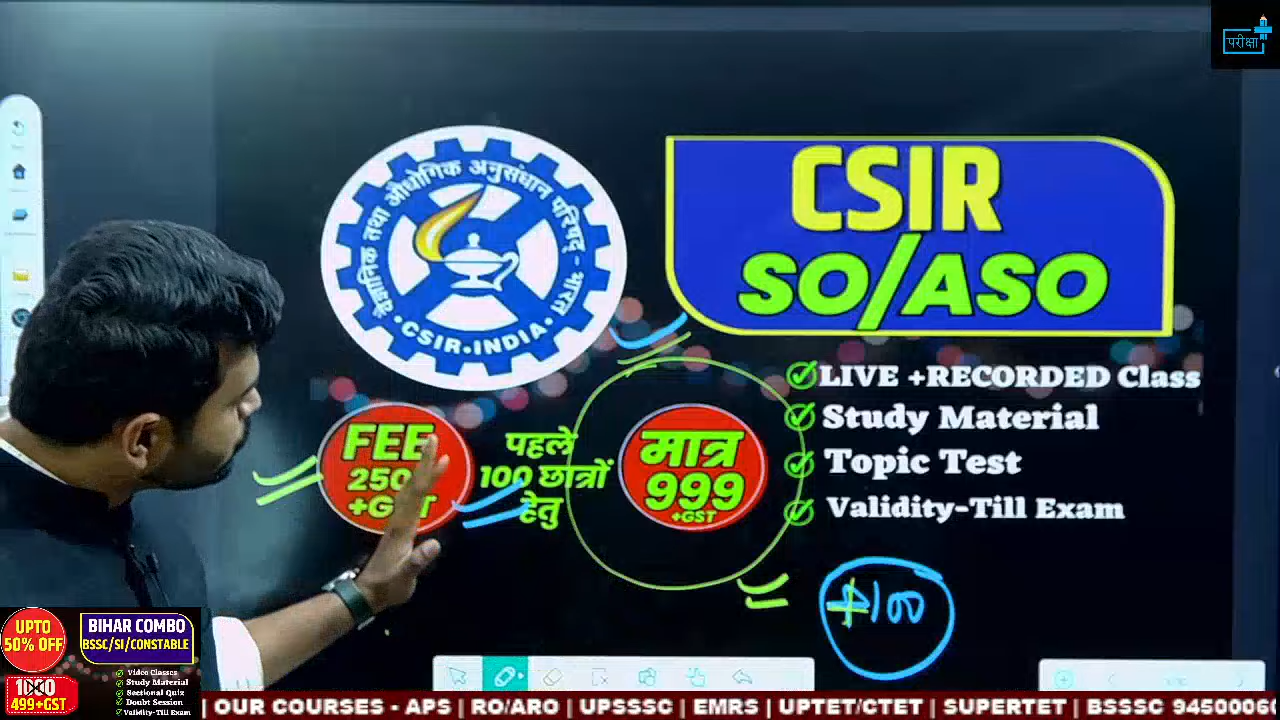 परीक्षा
वैज्ञानिक तथा औद्योगिक अनुसंधान परिषद् - भारत
• CSIR • INDIA •
CSIR
SO/ASO
FEE
250
+GST
पहले
100 छात्रों
हेतु
मात्र
999
+GST
LIVE +RECORDED Class
Study Material
Topic Test
Validity-Till Exam
100
UPTO
50% OFF
BIHAR COMBO
BSSC/SI/CONSTABLE
499+GST
Video Classes
Study Material
Sectional Quiz
Doubt Session
Validity-Till Exam
| OUR COURSES - APS | RO/ARO | UPSSSC | EMRS | UPTET/CTET | SUPERTET | BSSSC 94500060